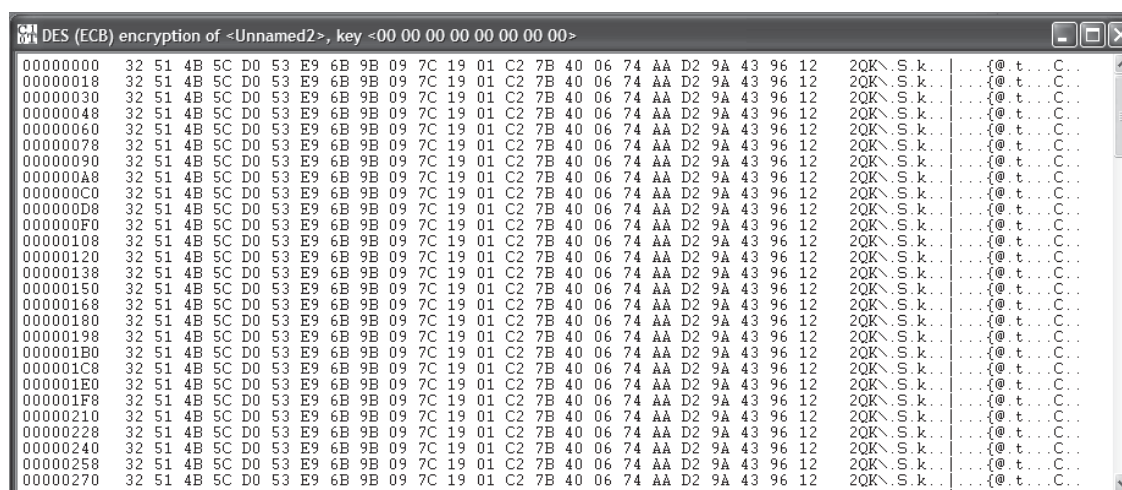 DES (ECB) encryption of <Unnamed2>, key <00 00 00 00 00 00 00 00>
00000000 32 51 4B 5C D0 53 E9 6B 9B 09 7C 19 01 C2 7B 40 06 74 AA D2 9A 43 96 12 2QK\.S.k..|...{@.t...C..
00000018 32 51 4B 5C D0 53 E9 6B 9B 09 7C 19 01 C2 7B 40 06 74 AA D2 9A 43 96 12 2QK\.S.k..|...{@.t...C..
00000030 32 51 4B 5C D0 53 E9 6B 9B 09 7C 19 01 C2 7B 40 06 74 AA D2 9A 43 96 12 2QK\.S.k..|...{@.t...C..
00000048 32 51 4B 5C D0 53 E9 6B 9B 09 7C 19 01 C2 7B 40 06 74 AA D2 9A 43 96 12 2QK\.S.k..|...{@.t...C..
00000060 32 51 4B 5C D0 53 E9 6B 9B 09 7C 19 01 C2 7B 40 06 74 AA D2 9A 43 96 12 2QK\.S.k..|...{@.t...C..
00000078 32 51 4B 5C D0 53 E9 6B 9B 09 7C 19 01 C2 7B 40 06 74 AA D2 9A 43 96 12 2QK\.S.k..|...{@.t...C..
00000090 32 51 4B 5C D0 53 E9 6B 9B 09 7C 19 01 C2 7B 40 06 74 AA D2 9A 43 96 12 2QK\.S.k..|...{@.t...C..
000000A8 32 51 4B 5C D0 53 E9 6B 9B 09 7C 19 01 C2 7B 40 06 74 AA D2 9A 43 96 12 2QK\.S.k..|...{@.t...C..
000000C0 32 51 4B 5C D0 53 E9 6B 9B 09 7C 19 01 C2 7B 40 06 74 AA D2 9A 43 96 12 2QK\.S.k..|...{@.t...C..
000000D8 32 51 4B 5C D0 53 E9 6B 9B 09 7C 19 01 C2 7B 40 06 74 AA D2 9A 43 96 12 2QK\.S.k..|...{@.t...C..
000000F0 32 51 4B 5C D0 53 E9 6B 9B 09 7C 19 01 C2 7B 40 06 74 AA D2 9A 43 96 12 2QK\.S.k..|...{@.t...C..
00000108 32 51 4B 5C D0 53 E9 6B 9B 09 7C 19 01 C2 7B 40 06 74 AA D2 9A 43 96 12 2QK\.S.k..|...{@.t...C..
00000120 32 51 4B 5C D0 53 E9 6B 9B 09 7C 19 01 C2 7B 40 06 74 AA D2 9A 43 96 12 2QK\.S.k..|...{@.t...C..
00000138 32 51 4B 5C D0 53 E9 6B 9B 09 7C 19 01 C2 7B 40 06 74 AA D2 9A 43 96 12 2QK\.S.k..|...{@.t...C..
00000150 32 51 4B 5C D0 53 E9 6B 9B 09 7C 19 01 C2 7B 40 06 74 AA D2 9A 43 96 12 2QK\.S.k..|...{@.t...C..
00000168 32 51 4B 5C D0 53 E9 6B 9B 09 7C 19 01 C2 7B 40 06 74 AA D2 9A 43 96 12 2QK\.S.k..|...{@.t...C..
00000180 32 51 4B 5C D0 53 E9 6B 9B 09 7C 19 01 C2 7B 40 06 74 AA D2 9A 43 96 12 2QK\.S.k..|...{@.t...C..
00000198 32 51 4B 5C D0 53 E9 6B 9B 09 7C 19 01 C2 7B 40 06 74 AA D2 9A 43 96 12 2QK\.S.k..|...{@.t...C..
000001B0 32 51 4B 5C D0 53 E9 6B 9B 09 7C 19 01 C2 7B 40 06 74 AA D2 9A 43 96 12 2QK\.S.k..|...{@.t...C..
000001C8 32 51 4B 5C D0 53 E9 6B 9B 09 7C 19 01 C2 7B 40 06 74 AA D2 9A 43 96 12 2QK\.S.k..|...{@.t...C..
000001E0 32 51 4B 5C D0 53 E9 6B 9B 09 7C 19 01 C2 7B 40 06 74 AA D2 9A 43 96 12 2QK\.S.k..|...{@.t...C..
000001F8 32 51 4B 5C D0 53 E9 6B 9B 09 7C 19 01 C2 7B 40 06 74 AA D2 9A 43 96 12 2QK\.S.k..|...{@.t...C..
00000210 32 51 4B 5C D0 53 E9 6B 9B 09 7C 19 01 C2 7B 40 06 74 AA D2 9A 43 96 12 2QK\.S.k..|...{@.t...C..
00000228 32 51 4B 5C D0 53 E9 6B 9B 09 7C 19 01 C2 7B 40 06 74 AA D2 9A 43 96 12 2QK\.S.k..|...{@.t...C..
00000240 32 51 4B 5C D0 53 E9 6B 9B 09 7C 19 01 C2 7B 40 06 74 AA D2 9A 43 96 12 2QK\.S.k..|...{@.t...C..
00000258 32 51 4B 5C D0 53 E9 6B 9B 09 7C 19 01 C2 7B 40 06 74 AA D2 9A 43 96 12 2QK\.S.k..|...{@.t...C..
00000270 32 51 4B 5C D0 53 E9 6B 9B 09 7C 19 01 C2 7B 40 06 74 AA D2 9A 43 96 12 2QK\.S.k..|...{@.t...C..